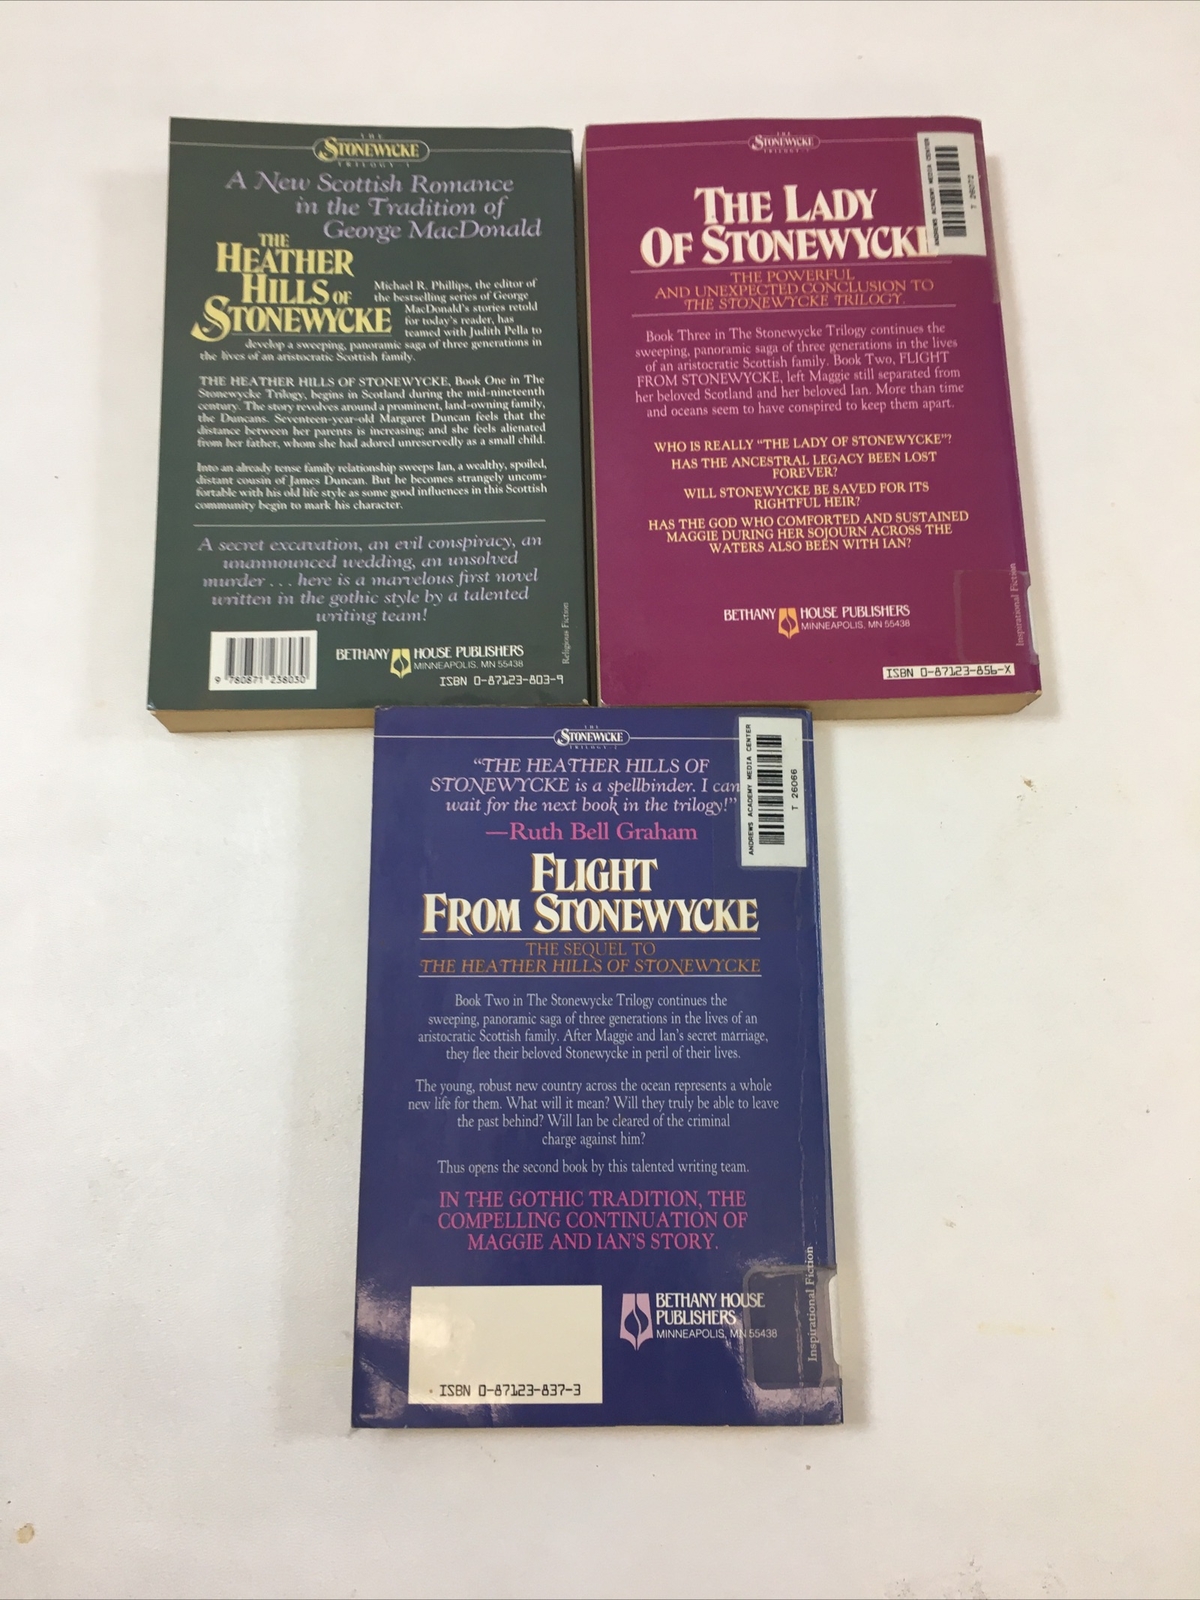 THE
STONEWYCKE
TRILOGY·1
A New Scottish Romance
in the Tradition of
George MacDonald
THE
HEATHER
HILLS OF
STONEWYCKE
Michael R. Phillips, the editor of
the bestselling series of George
MacDonald's stories retold
for today's reader, has
teamed with Judith Pella to
develop a sweeping, panoramic saga of three generations in
the lives of an aristocratic Scottish family.
THE HEATHER HILLS OF STONEWYCKE, Book One in The
Stonewycke Trilogy, begins in Scotland during the mid-nineteenth
century. The story revolves around a prominent, land-owning family,
the Duncans. Seventeen-year-old Margaret Duncan feels that the
distance between her parents is increasing; and she feels alienated
from her father, whom she had adored unreservedly as a small child.
Into an already tense family relationship sweeps Ian, a wealthy, spoiled,
distant cousin of James Duncan. But he becomes strangely uncom-
fortable with his old life style as some good influences in this Scottish
community begin to mark his character.
A secret excavation, an evil conspiracy, an
unannounced wedding, an unsolved
murder . . . here is a marvelous first novel
written in the gothic style by a talented
writing team!
9 780871 238030
BETHANY HOUSE PUBLISHERS
MINNEAPOLIS, MN 55438
ISBN 0-87123-803-9
Religious Fiction
THE
STONEWYCKE
TRILOGY·3
ANDREWS ACADEMY MEDIA CENTER
T 26072
THE LADY
OF STONEWYCKE
THE POWERFUL
AND UNEXPECTED CONCLUSION TO
THE STONEWYCKE TRILOGY.
Book Three in The Stonewycke Trilogy continues the
sweeping, panoramic saga of three generations in the lives
of an aristocratic Scottish family. Book Two, FLIGHT
FROM STONEWYCKE, left Maggie still separated from
her beloved Scotland and her beloved Ian. More than time
and oceans seem to have conspired to keep them apart.
WHO IS REALLY "THE LADY OF STONEWYCKE"?
HAS THE ANCESTRAL LEGACY BEEN LOST
FOREVER?
WILL STONEWYCKE BE SAVED FOR ITS
RIGHTFUL HEIR?
HAS THE GOD WHO COMFORTED AND SUSTAINED
MAGGIE DURING HER SOJOURN ACROSS THE
WATERS ALSO BEEN WITH IAN?
BETHANY HOUSE PUBLISHERS
MINNEAPOLIS, MN 55438
Inspirational Fiction
ISBN 0-87123-856-X
THE
STONEWYCKE
TRILOGY·2
ANDREWS ACADEMY MEDIA CENTER
T 26066
"THE HEATHER HILLS OF
STONEWYCKE is a spellbinder. I can
wait for the next book in the trilogy!"
—Ruth Bell Graham
FLIGHT
FROM STONEWYCKE
THE SEQUEL TO
THE HEATHER HILLS OF STONEWYCKE
Book Two in The Stonewycke Trilogy continues the
sweeping, panoramic saga of three generations in the lives of an
aristocratic Scottish family. After Maggie and Ian's secret marriage,
they flee their beloved Stonewycke in peril of their lives.
The young, robust new country across the ocean represents a whole
new life for them. What will it mean? Will they truly be able to leave
the past behind? Will Ian be cleared of the criminal
charge against him?
Thus opens the second book by this talented writing team.
IN THE GOTHIC TRADITION, THE
COMPELLING CONTINUATION OF
MAGGIE AND IAN'S STORY.
BETHANY HOUSE
PUBLISHERS
MINNEAPOLIS, MN 55438
Inspirational Fiction
ISBN 0-87123-837-3